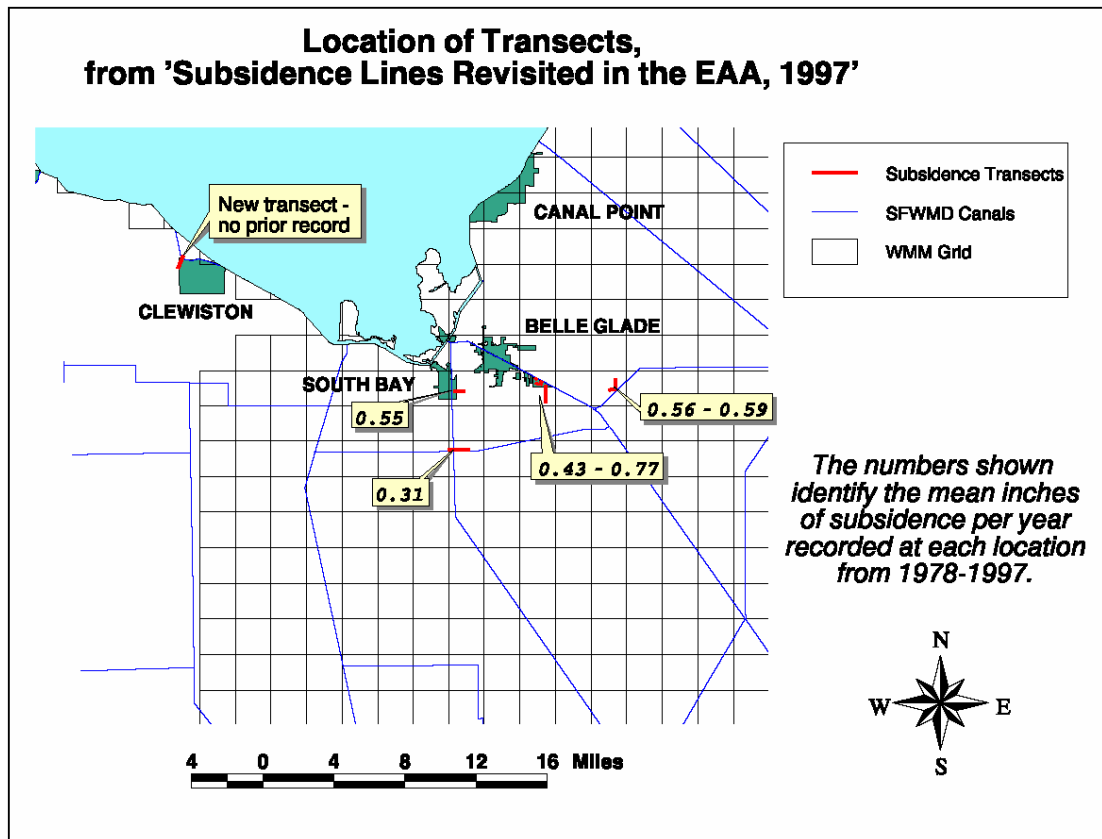 Location of Transects,
from 'Subsidence Lines Revisited in the EAA, 1997'
New transect -
no prior record
CANAL POINT
CLEWISTON
BELLE GLADE
SOUTH BAY
0.55
0.56 - 0.59
0.43 - 0.77
0.31
Subsidence Transects
SFWMD Canals
WMM Grid
The numbers shown
identify the mean inches
of subsidence per year
recorded at each location
from 1978-1997.
N
W E
S
4 0 4 8 12 16 Miles